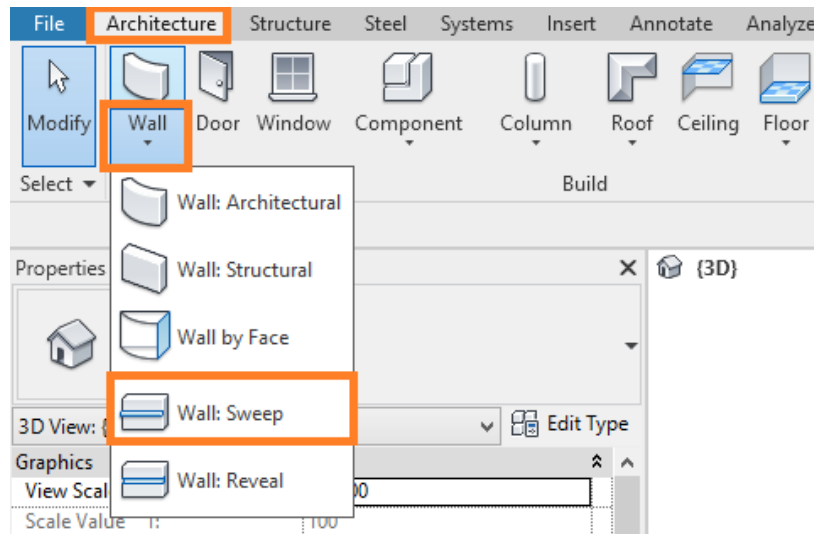 File Architecture Structure Steel Systems Insert Annotate Analyze
Modify Wall Door Window Component Column Roof Ceiling Floor
Select Build
Wall: Architectural
Properties
Wall: Structural
{3D}
Wall by Face
Wall: Sweep
3D View: {
Edit Type
Graphics
Wall: Reveal
View Scal
00
Scale Value 1:
100